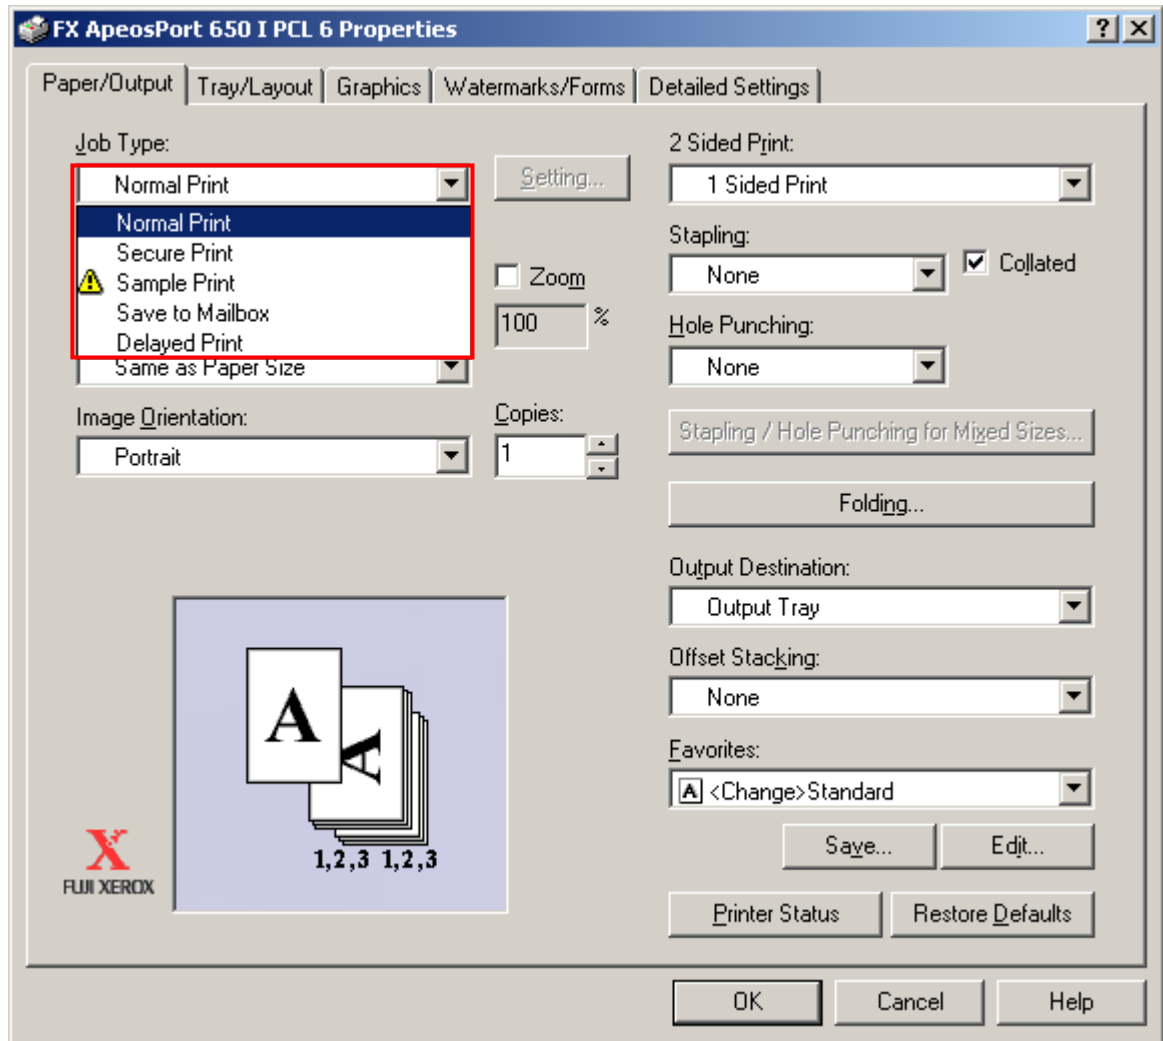 FX ApeosPort 650 I PCL 6 Properties
Paper/Output
Tray/Layout
Graphics
Watermarks/Forms
Detailed Settings
Job Type:
Normal Print
Setting...
Normal Print
Secure Print
Sample Print
Save to Mailbox
Delayed Print
Same as Paper Size
Zoom
100 %
Image Orientation:
Portrait
Copies:
1
2 Sided Print:
1 Sided Print
Stapling:
None
Collated
Hole Punching:
None
Stapling / Hole Punching for Mixed Sizes...
Folding...
Output Destination:
Output Tray
Offset Stacking:
None
Favorites:
A <Change>Standard
Save...
Edit...
Printer Status
Restore Defaults
A
A
1,2,3 1,2,3
X
FUJI XEROX
OK
Cancel
Help